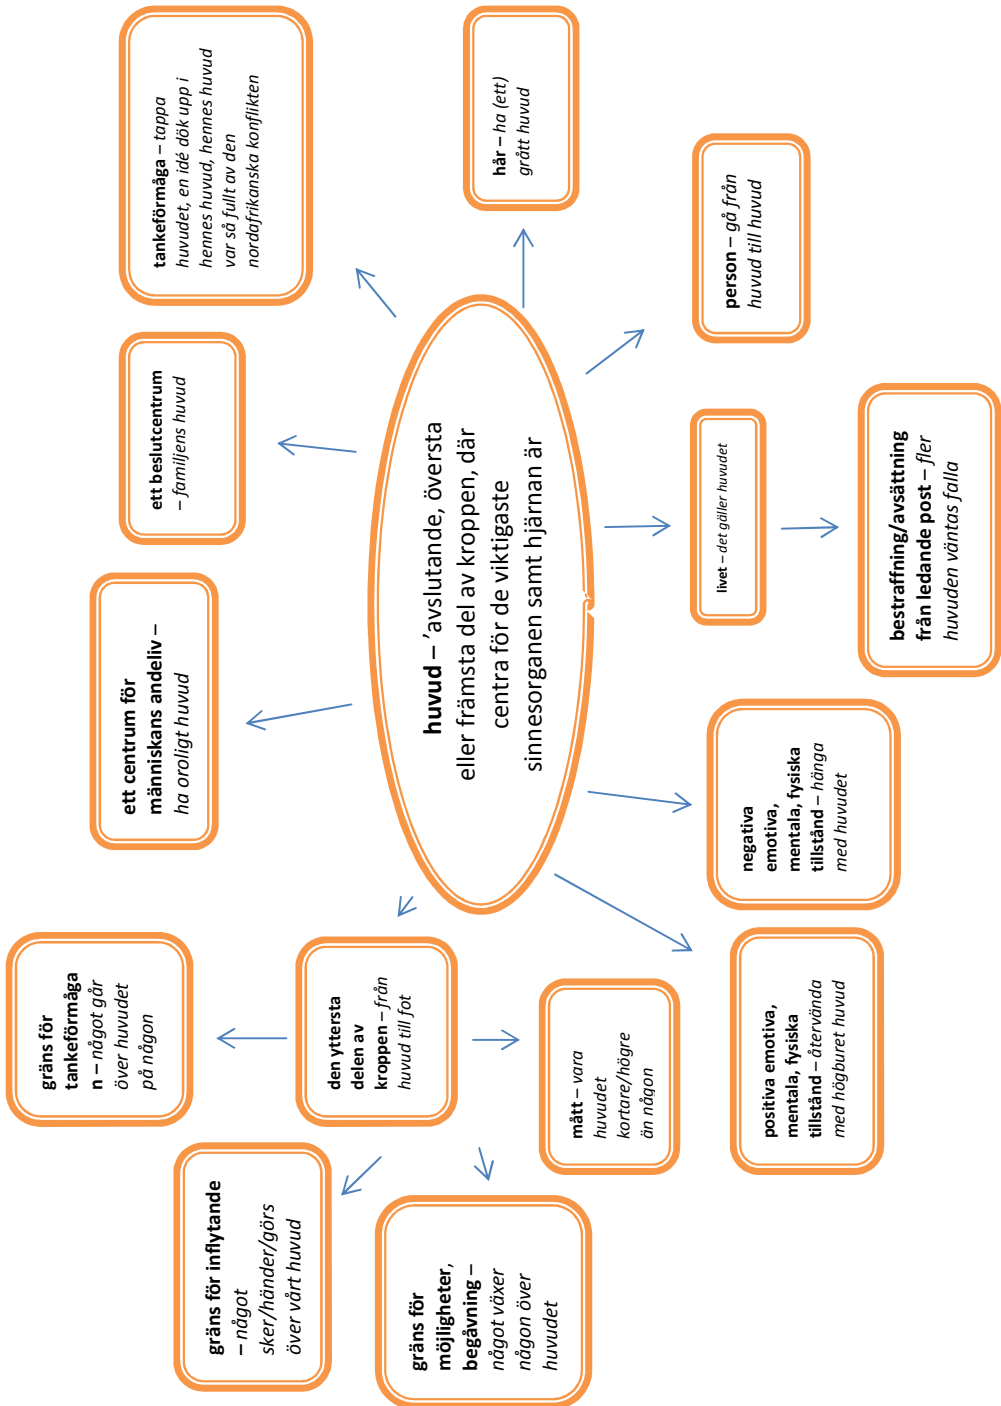 gräns för
tankeförmåga
n – något går
över huvudet
på någon
ett centrum för
människans andeliv –
ha oroligt huvud
ett beslutcentrum
– familjens huvud
tankeförmåga – tappa
huvudet, en idé dök upp i
hennes huvud, hennes huvud
var så fullt av den
nordafrikanska konflikten
gräns för inflytande
– något
sker/händer/görs
över vårt huvud
den yttersta
delen av
kroppen – från
huvud till fot
gräns för
möjligheter,
begåvning –
något växer
någon över
huvudet
mått – vara
huvudet
kortare/högre
än någon
huvud – ’avslutande, översta
eller främsta del av kroppen, där
centra för de viktigaste
sinnesorganen samt hjärnan är
hår – ha (ett)
grått huvud
person – gå från
huvud till huvud
positiva emotiva,
mentala, fysiska
tillstånd – återvända
med högburet huvud
negativa
emotiva,
mentala, fysiska
tillstånd – hänga
med huvudet
livet – det gäller huvudet
bestraffning/avsättning
från ledande post – fler
huvuden väntas falla